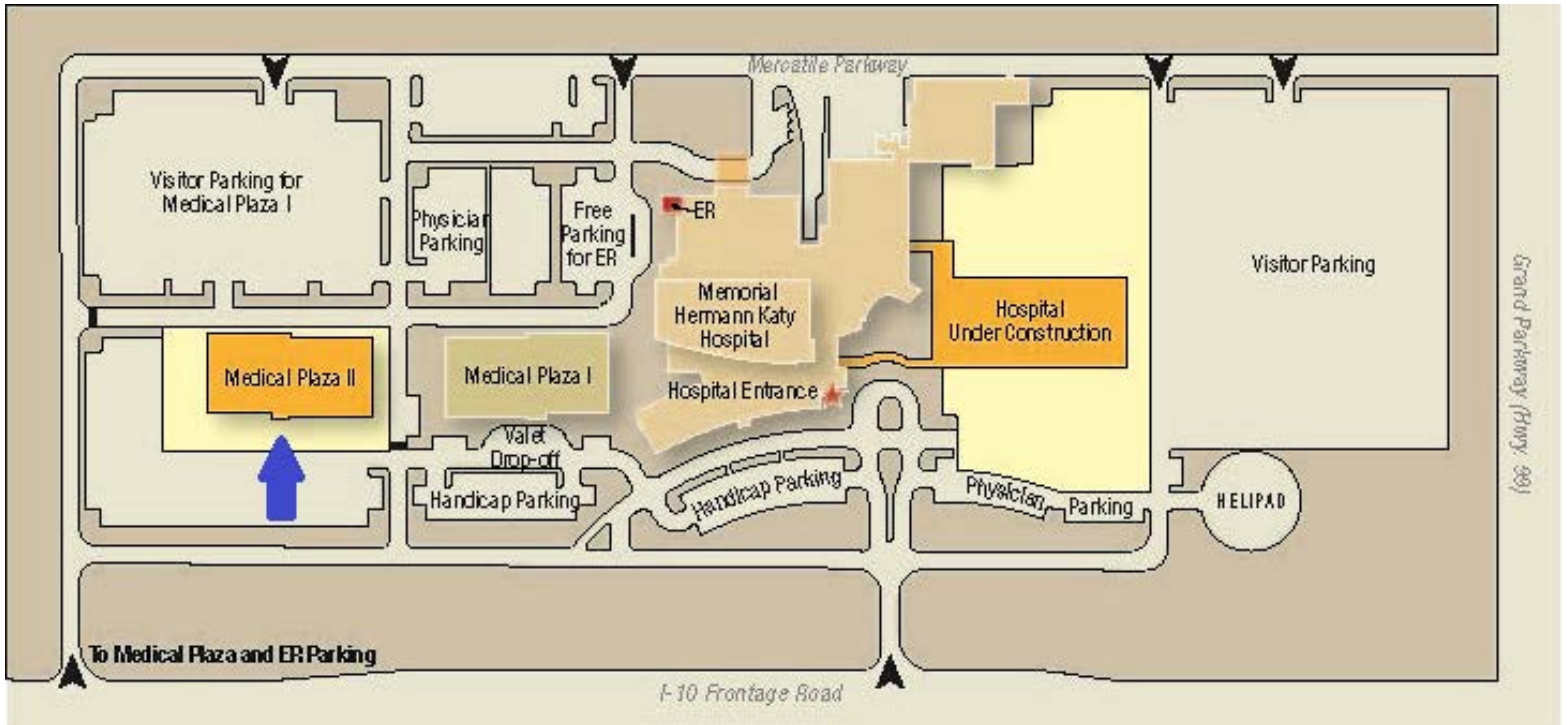 Mercatile Parkway
Visitor Parking for
Medical Plaza I
Physician
Parking
Free
Parking
for ER
ER
Memorial
Hermann Katy
Hospital
Hospital
Under Construction
Visitor Parking
Grand Parkway (Hwy 99)
Medical Plaza II
Medical Plaza I
Hospital Entrance
Valet
Drop-off
Handicap Parking
Handicap Parking
Physician
Parking
HELIPAD
To Medical Plaza and ER Parking
I-10 Frontage Road